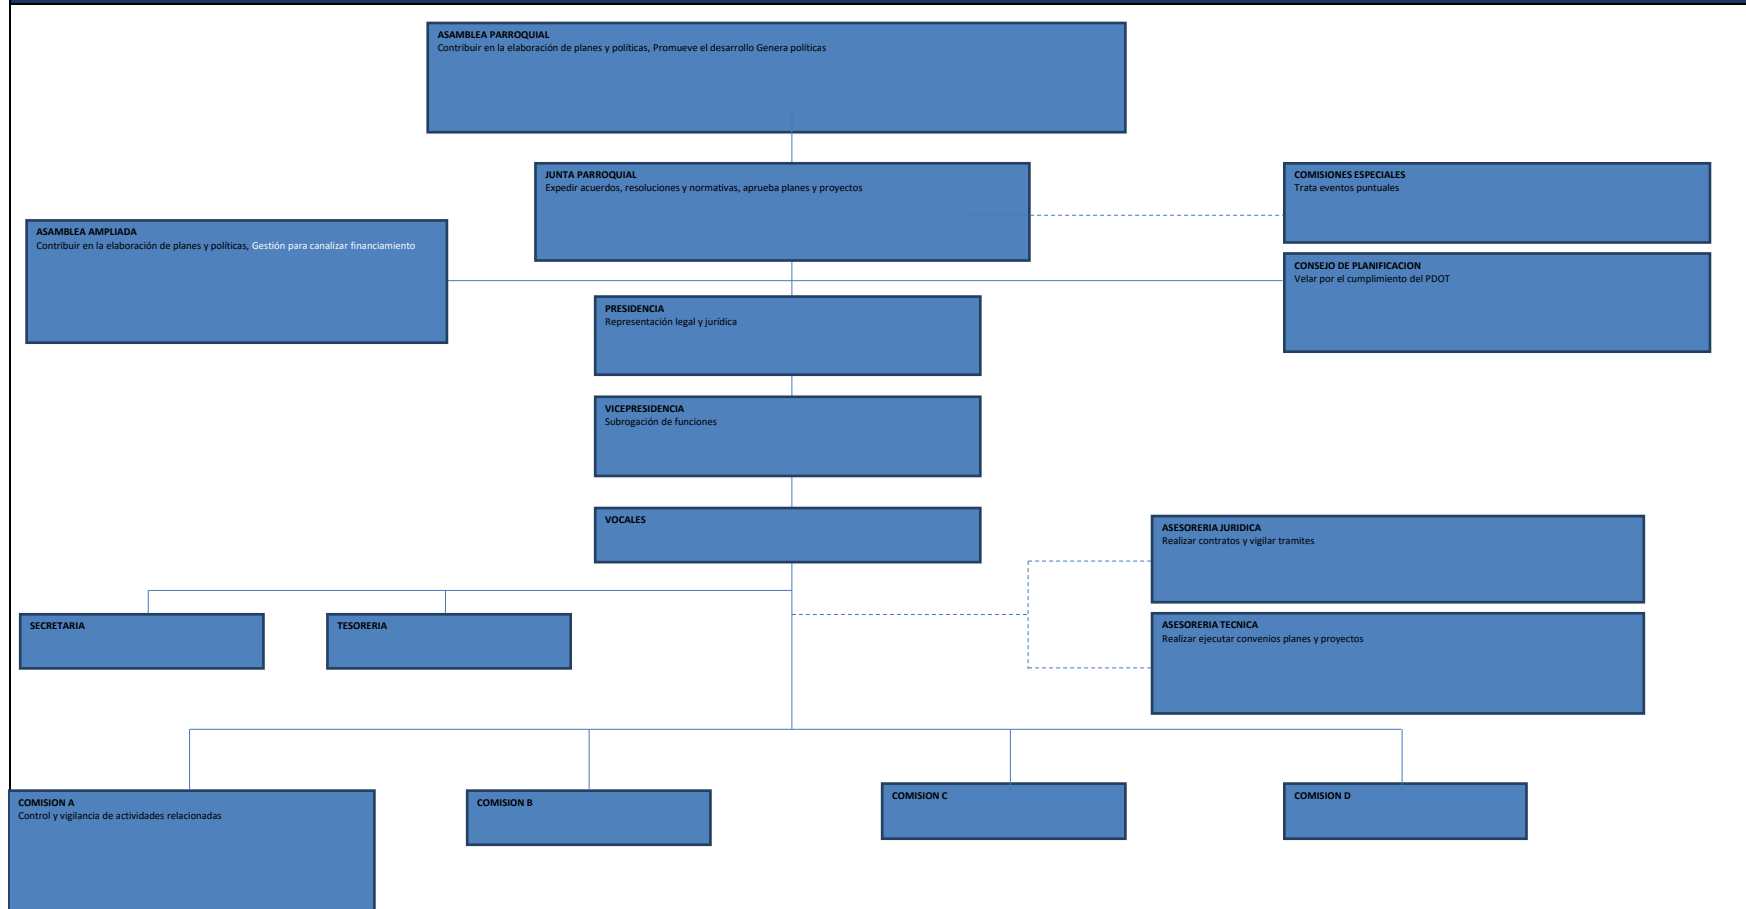 ASAMBLEA PARROQUIAL
Contribuir en la elaboración de planes y políticas, Promueve el desarrollo Genera políticas
JUNTA PARROQUIAL
Expedir acuerdos, resoluciones y normativas, aprueba planes y proyectos
COMISIONES ESPECIALES
Trata eventos puntuales
ASAMBLEA AMPLIADA
Contribuir en la elaboración de planes y políticas, Gestión para canalizar financiamiento
CONSEJO DE PLANIFICACION
Velar por el cumplimiento del PDOT
PRESIDENCIA
Representación legal y jurídica
VICEPRESIDENCIA
Subrogación de funciones
VOCALES
ASESORERIA JURIDICA
Realizar contratos y vigilar tramites
SECRETARIA
TESORERIA
ASESORERIA TECNICA
Realizar ejecutar convenios planes y proyectos
COMISION A
Control y vigilancia de actividades relacionadas
COMISION B
COMISION C
COMISION D